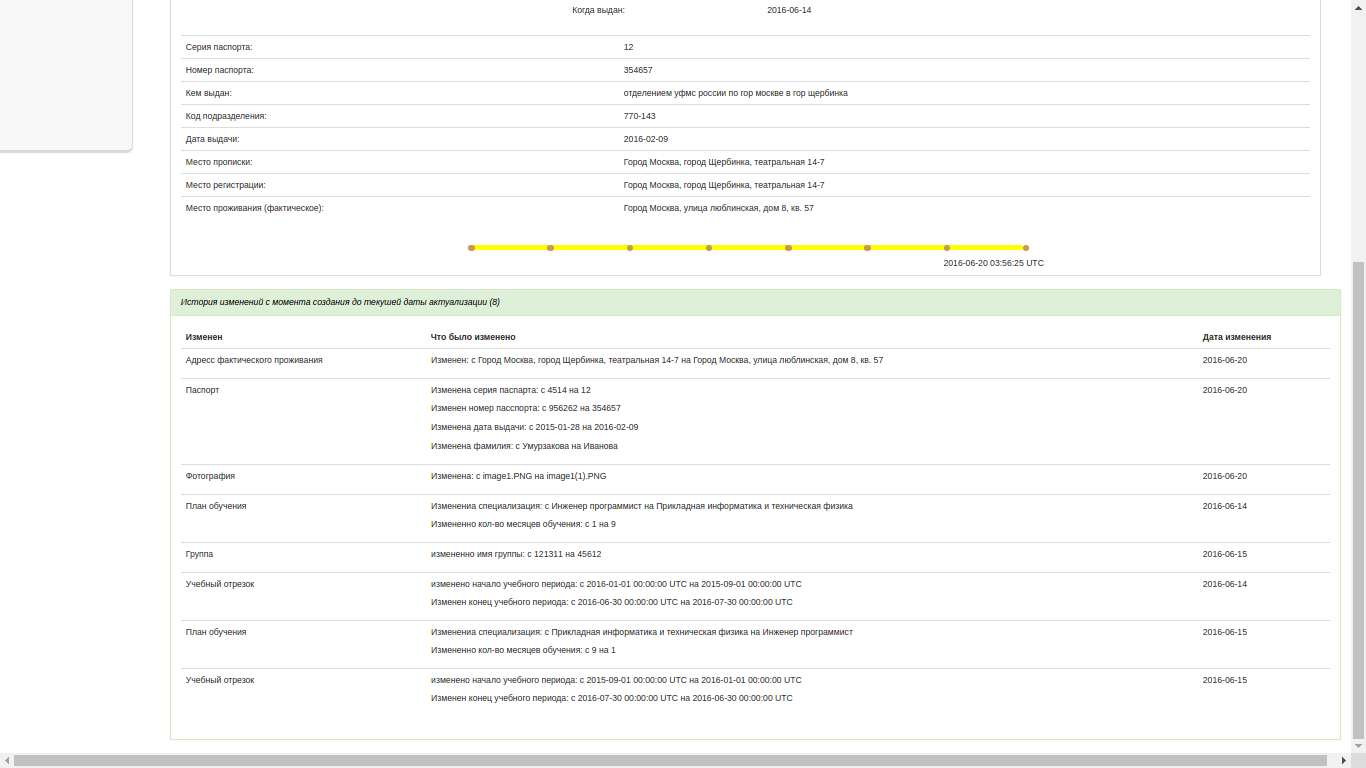 Когда выдан: 2016-06-14
Серия паспорта: 12
Номер паспорта: 354657
Кем выдан: отделением уфмс россии по гор москве в гор щербинка
Код подразделения: 770-143
Дата выдачи: 2016-02-09
Место прописки: Город Москва, город Щербинка, театральная 14-7
Место регистрации: Город Москва, город Щербинка, театральная 14-7
Место проживания (фактическое): Город Москва, улица люблинская, дом 8, кв. 57
2016-06-20 03:56:25 UTC
История изменений с момента создания до текушей даты актуализации (8)
Изменен Что было изменено Дата изменения
Адресс фактического проживания Изменен: с Город Москва, город Щербинка, театральная 14-7 на Город Москва, улица люблинская, дом 8, кв. 57 2016-06-20
Паспорт Изменена серия паспарта: с 4514 на 12 2016-06-20
Изменен номер пасспорта: с 956262 на 354657
Изменена дата выдачи: с 2015-01-28 на 2016-02-09
Изменена фамилия: с Умурзакова на Иванова
Фотография Изменена: с image1.PNG на image1(1).PNG 2016-06-20
План обучения Изменениа специализация: с Инженер программист на Прикладная информатика и техническая физика 2016-06-14
Измененно кол-во месяцев обучения: с 1 на 9
Группа измененно имя группы: с 121311 на 45612 2016-06-15
Учебный отрезок изменено начало учебного периода: с 2016-01-01 00:00:00 UTC на 2015-09-01 00:00:00 UTC 2016-06-14
Изменен конец учебного периода: с 2016-06-30 00:00:00 UTC на 2016-07-30 00:00:00 UTC
План обучения Изменениа специализация: с Прикладная информатика и техническая физика на Инженер программист 2016-06-15
Измененно кол-во месяцев обучения: с 9 на 1
Учебный отрезок изменено начало учебного периода: с 2015-09-01 00:00:00 UTC на 2016-01-01 00:00:00 UTC 2016-06-15
Изменен конец учебного периода: с 2016-07-30 00:00:00 UTC на 2016-06-30 00:00:00 UTC